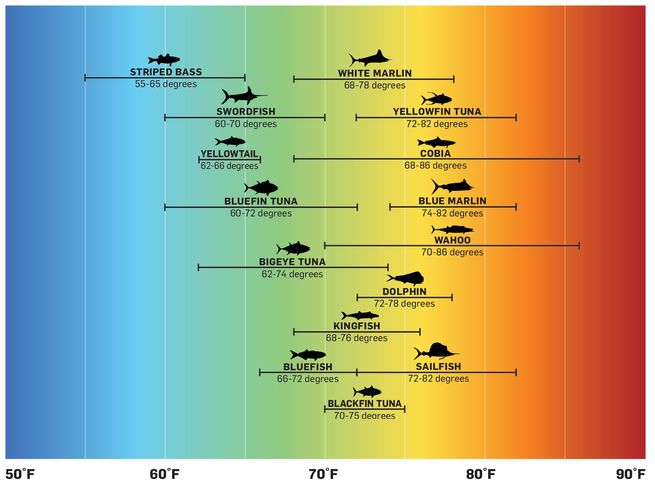 STRIPED BASS
55-65 degrees
WHITE MARLIN
68-78 degrees
SWORDFISH
60-70 degrees
YELLOWFIN TUNA
72-82 degrees
YELLOWTAIL
62-66 degrees
COBIA
68-86 degrees
BLUEFIN TUNA
60-72 degrees
BLUE MARLIN
74-82 degrees
WAHOO
70-86 degrees
BIGEYE TUNA
62-74 degrees
DOLPHIN
72-78 degrees
KINGFISH
68-76 degrees
BLUEFISH
66-72 degrees
SAILFISH
72-82 degrees
BLACKFIN TUNA
70-75 degrees
50°F 60°F 70°F 80°F 90°F